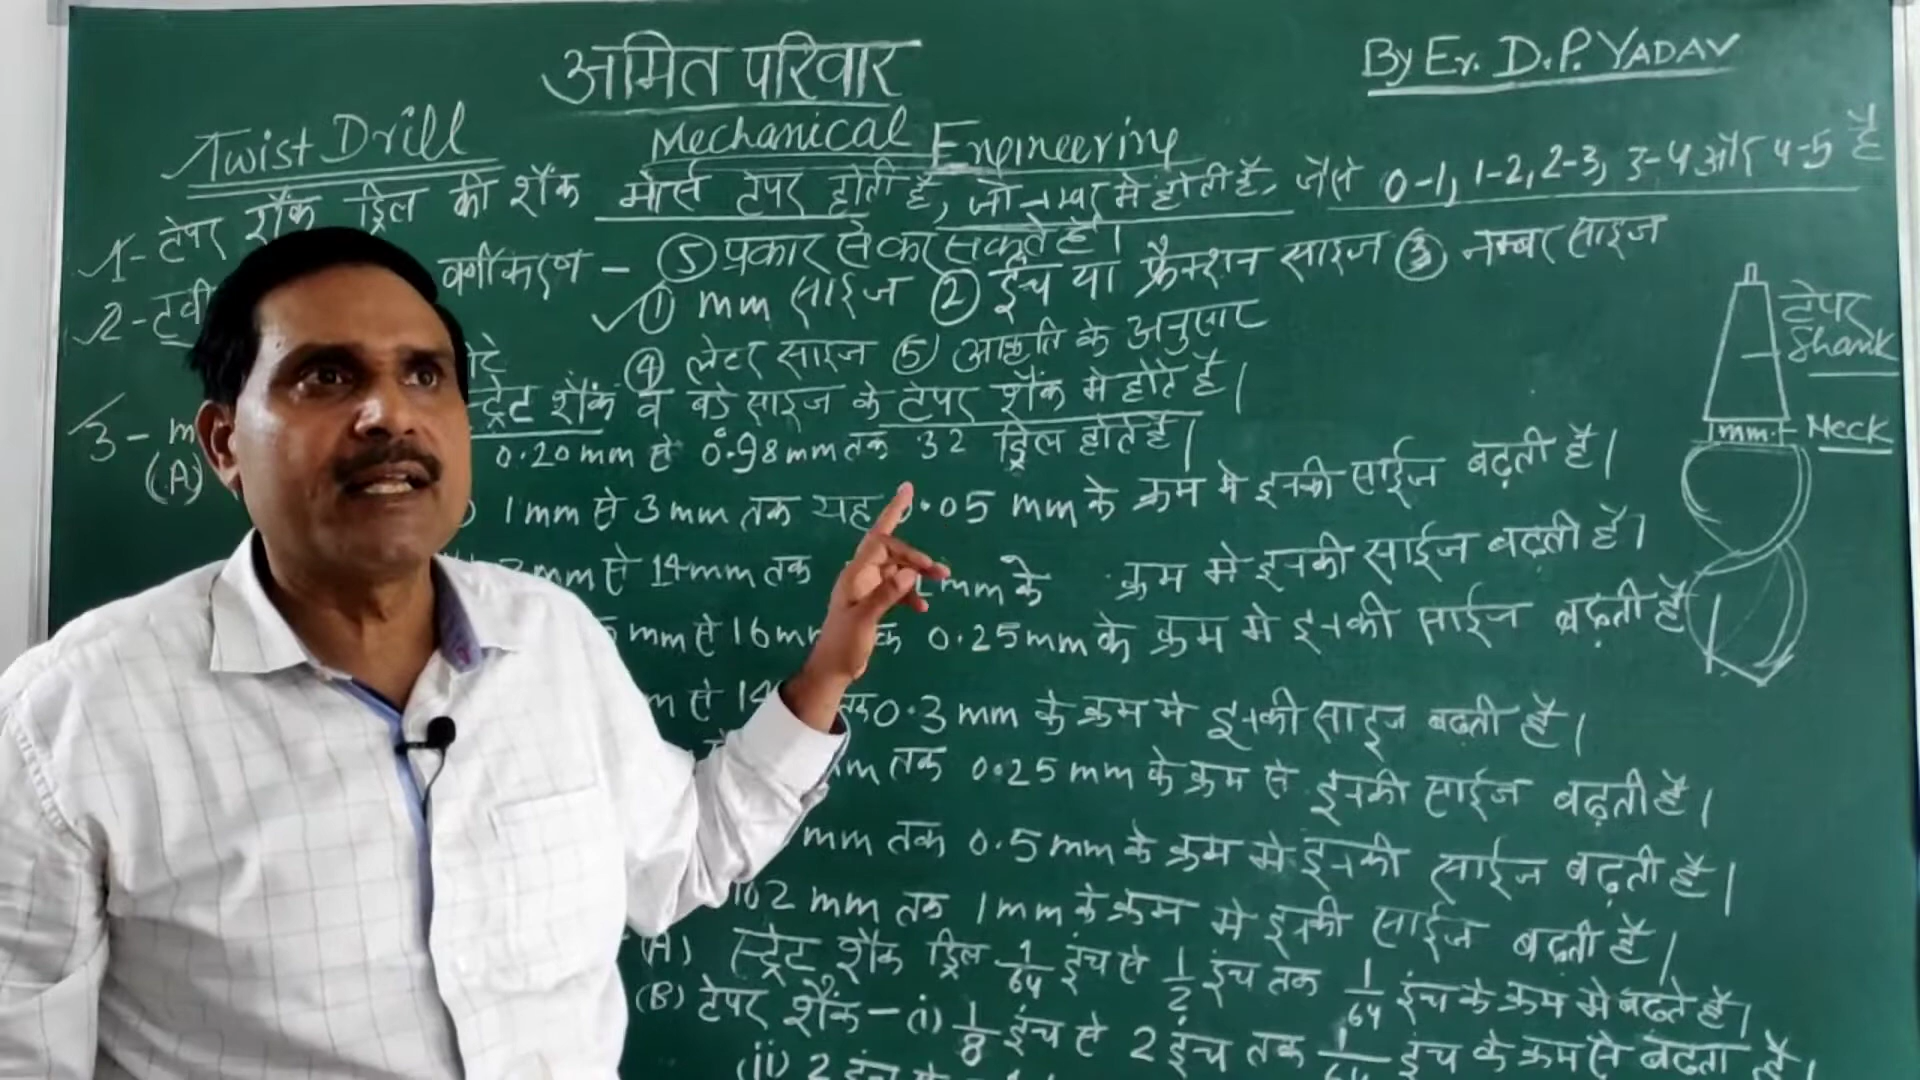 अमित परिवार
By Er. D.P. YADAV
Twist Drill
Mechanical Engineering
1- टेपर शैंक ड्रिल की शैंक मोर्स टेपर होती है, जो नम्बर मे होती है, जैसे 0-1, 1-2, 2-3, 3-4 और 4-5 है
2- वर्गीकरण - ⑤ प्रकार से कर सकते है।
① mm साईज ② इंच या फ्रैक्शन साइज ③ नम्बर साइज
④ लेटर साइज ⑤ आकृति के अनुसार
3- शैंक व बड़े साइज के टेपर शैंक मे होते है।
(A) 0.20 mm से 0.98 mm तक 32 ड्रिल होते है।
1 mm से 3 mm तक यह 0.05 mm के क्रम मे इनकी साईज बढ़ती है।
mm से 14 mm तक mm के क्रम मे इनकी साईज बढ़ती है।
mm से 16 0.25 mm के क्रम मे इनकी साईज बढ़ती है
से तक 0.3 mm के क्रम मे इनकी साइज बढ़ती है।
तक 0.25 mm के क्रम से इनकी साईज बढ़ती है।
mm तक 0.5 mm के क्रम मे इनकी साईज बढ़ती है।
102 mm तक 1 mm के क्रम मे इनकी साईज बढ़ती है।
(A) स्ट्रेट शैंक ड्रिल 1/64 इंच से 1/2 इंच तक 1/64 इंच के क्रम मे बढ़ते है।
(B) टेपर शैंक - (i) 1/8 इंच से 2 इंच तक 1/64 इंच के क्रम से बढ़ता है।
(ii) 2 इंच
टेपर
Shank
Neck